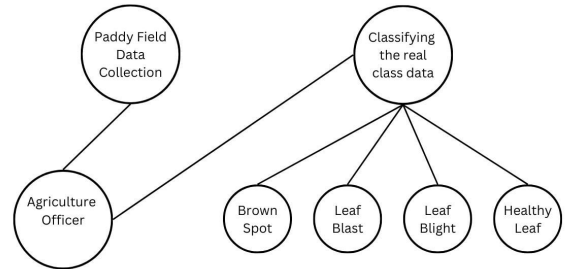 Paddy Field
Data
Collection
Classifying
the real
class data
Agriculture
Officer
Brown
Spot
Leaf
Blast
Leaf
Blight
Healthy
Leaf